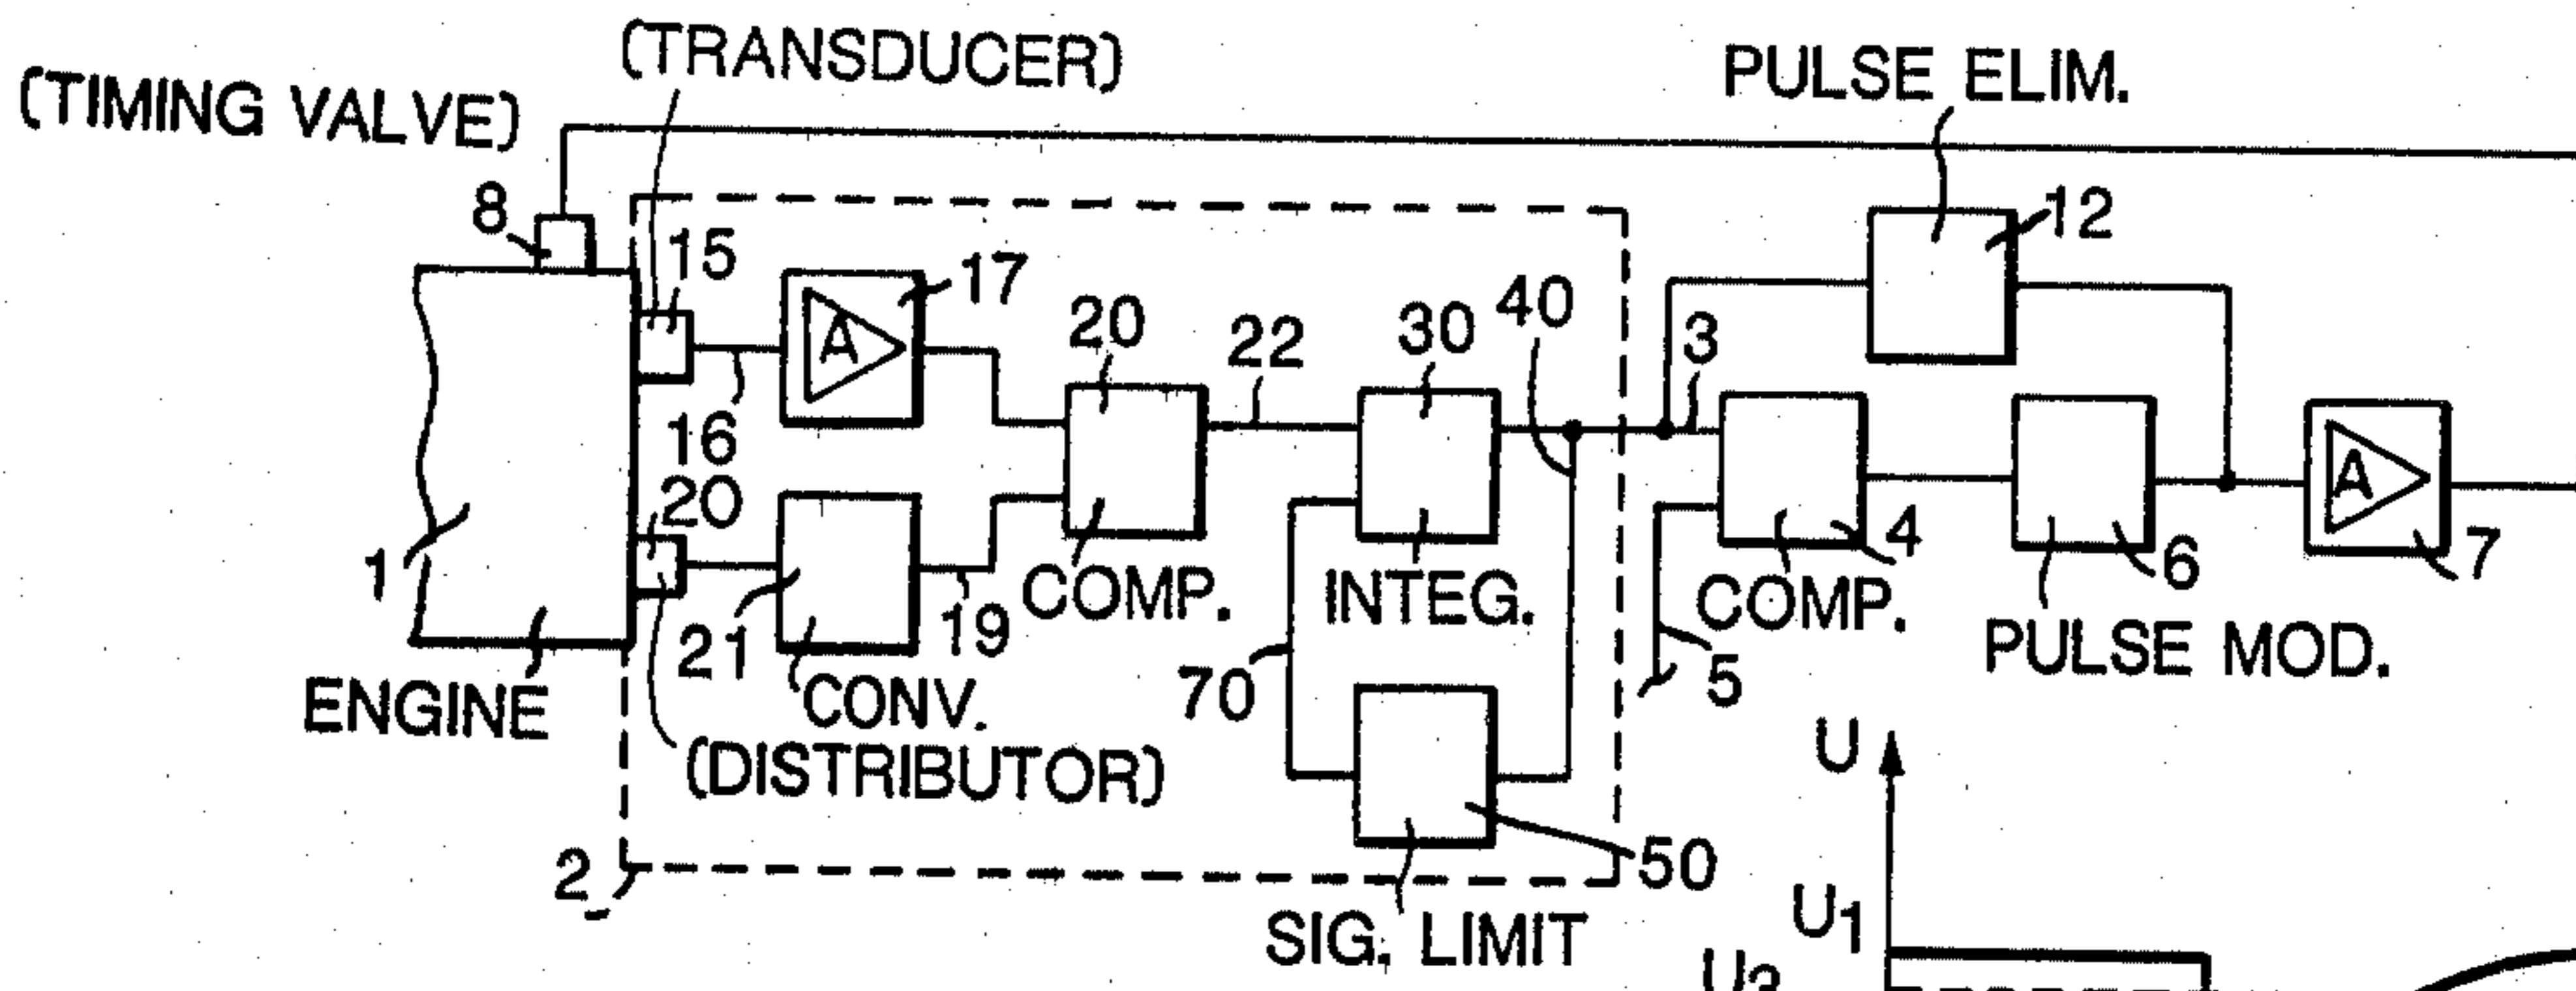 (TRANSDUCER)
PULSE ELIM.
(TIMING VALVE)
8
15
17
12
20
22
30
40
3
A
16
20
A
1
21
19
COMP.
INTEG.
4
COMP.
6
7
PULSE MOD.
5
70
ENGINE
CONV.
(DISTRIBUTOR)
U
2
50
SIG. LIMIT
U1